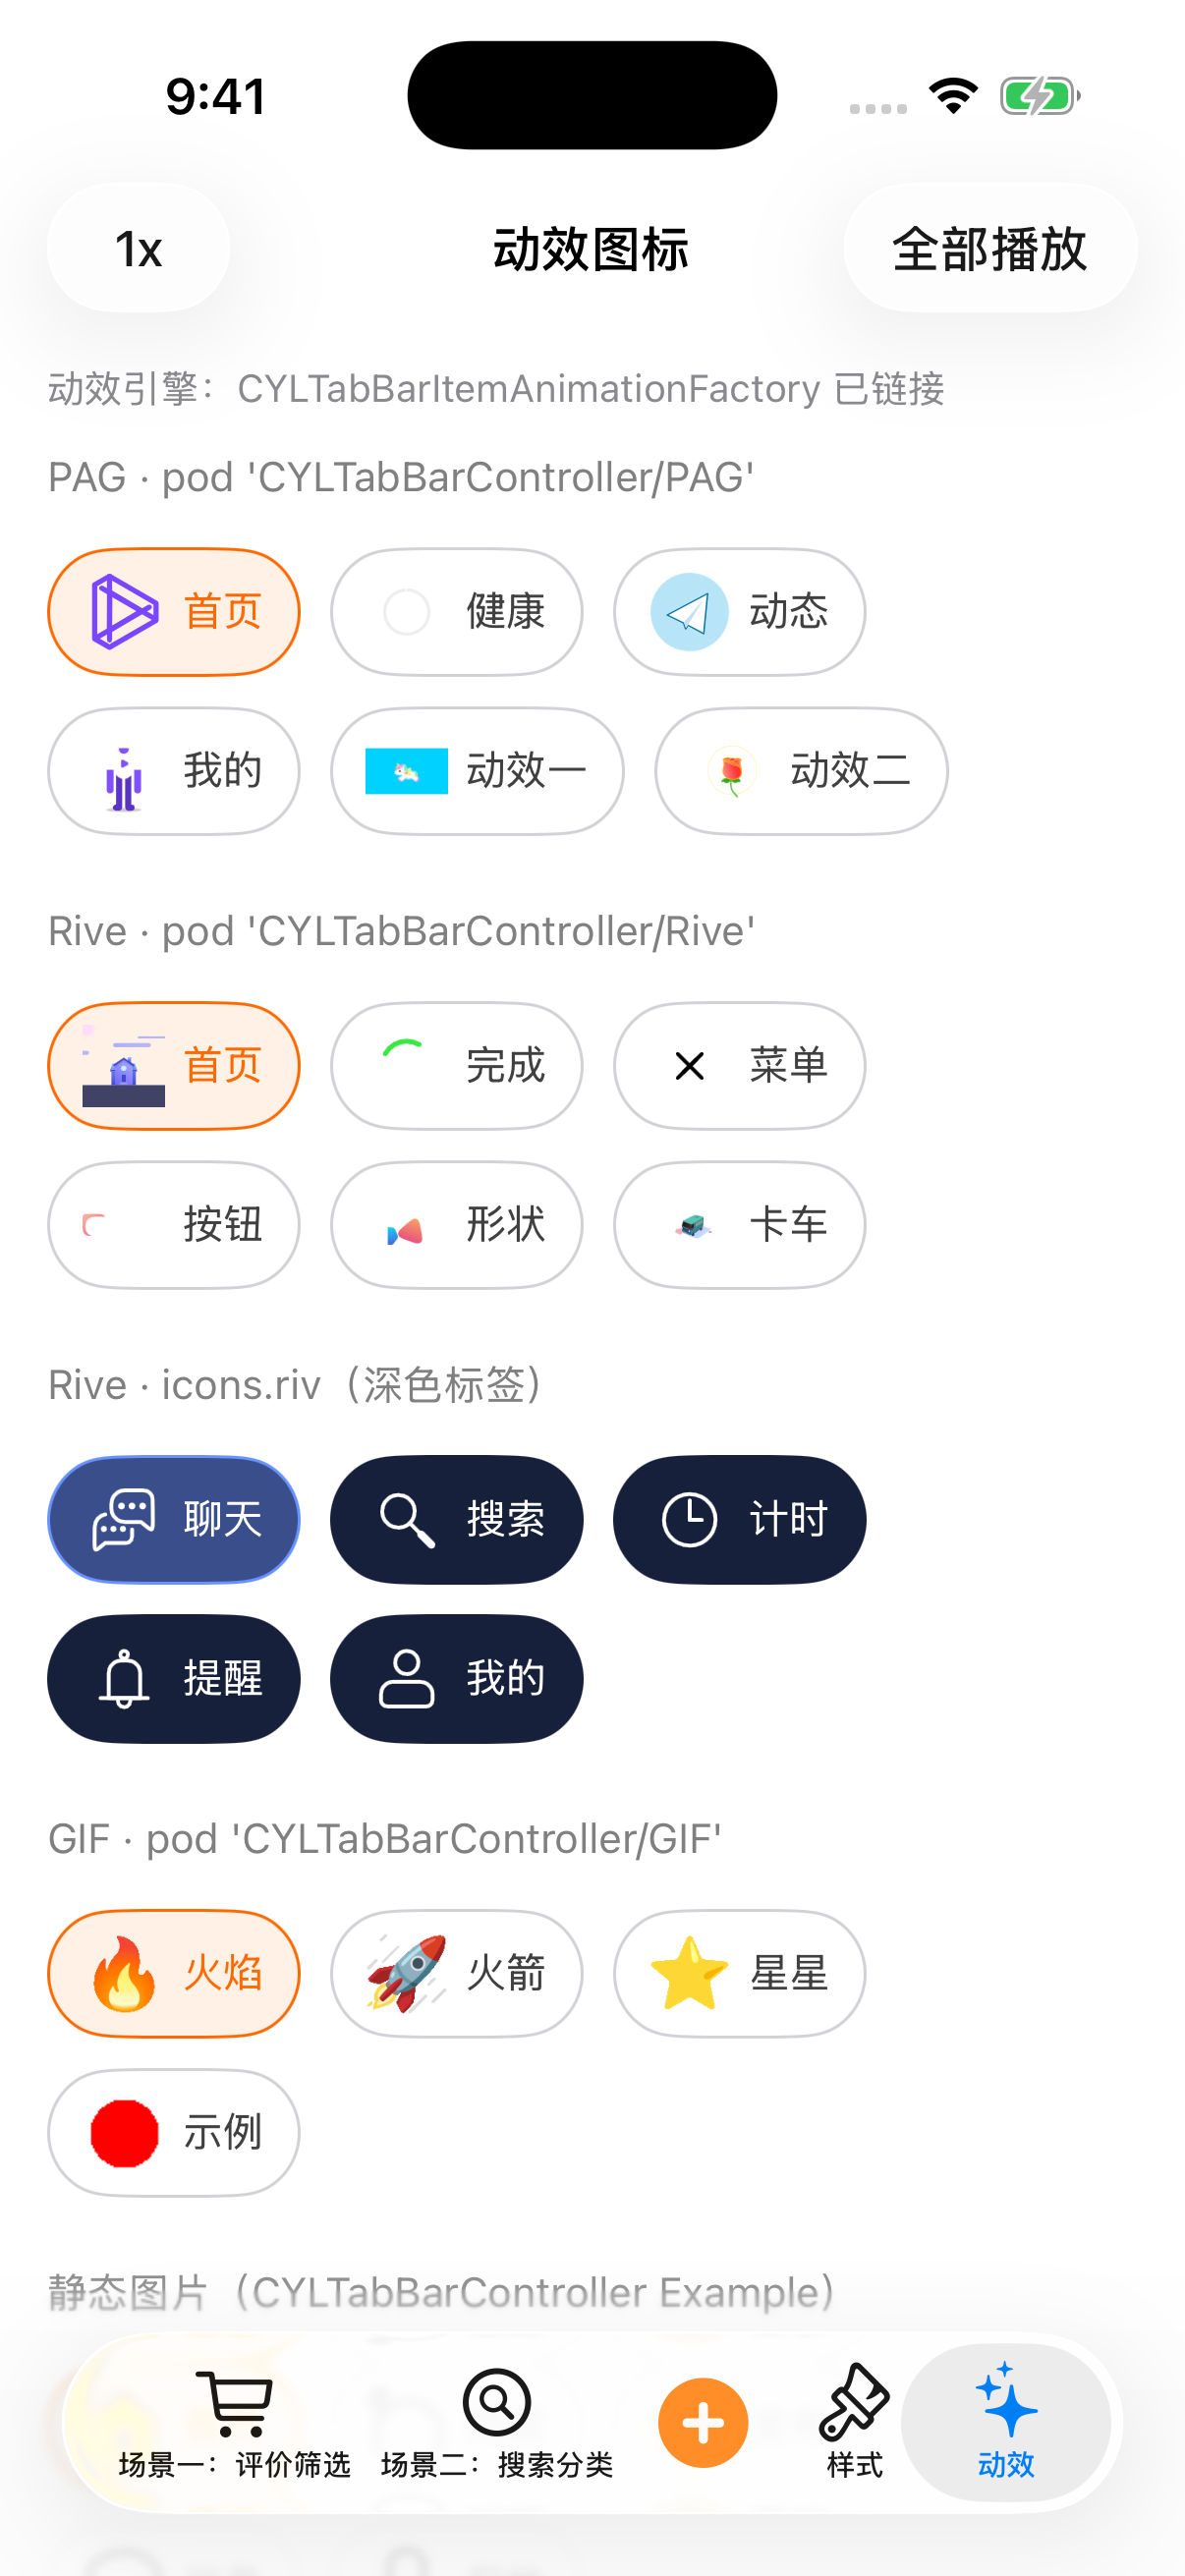 9:41
1x
动效图标
全部播放
动效引擎：CYLTabBarItemAnimationFactory 已链接
PAG · pod 'CYLTabBarController/PAG'
首页 健康 动态
我的 动效一 动效二
Rive · pod 'CYLTabBarController/Rive'
首页 完成 菜单
按钮 形状 卡车
Rive · icons.riv（深色标签）
聊天 搜索 计时
提醒 我的
GIF · pod 'CYLTabBarController/GIF'
火焰 火箭 星星
示例
静态图片（CYLTabBarController Example）
场景一：评价筛选 场景二：搜索分类 样式 动效